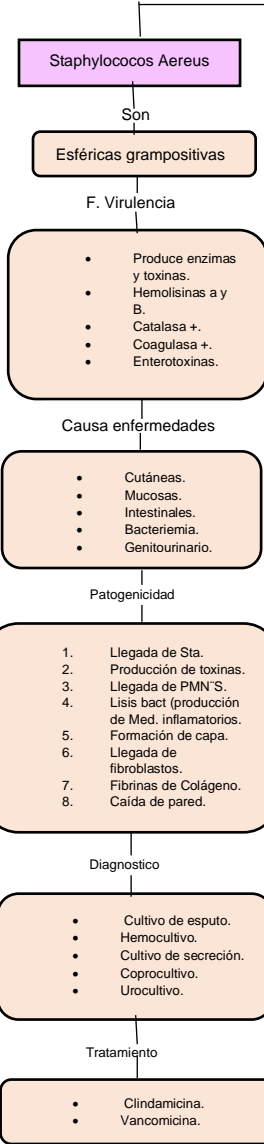 Staphylococos Aereus
Son
Esféricas grampositivas
F. Virulencia
• Produce enzimas
y toxinas.
• Hemolisinas a y
B.
• Catalasa +.
• Coagulasa +.
• Enterotoxinas.
Causa enfermedades
• Cutáneas.
• Mucosas.
• Intestinales.
• Bacteriemia.
• Genitourinario.
Patogenicidad
1. Llegada de Sta.
2. Producción de toxinas.
3. Llegada de PMN¨S.
4. Lisis bact (producción
de Med. inflamatorios.
5. Formación de capa.
6. Llegada de
fibroblastos.
7. Fibrinas de Colágeno.
8. Caída de pared.
Diagnostico
• Cultivo de esputo.
• Hemocultivo.
• Cultivo de secreción.
• Coprocultivo.
• Urocultivo.
Tratamiento
• Clindamicina.
• Vancomicina.